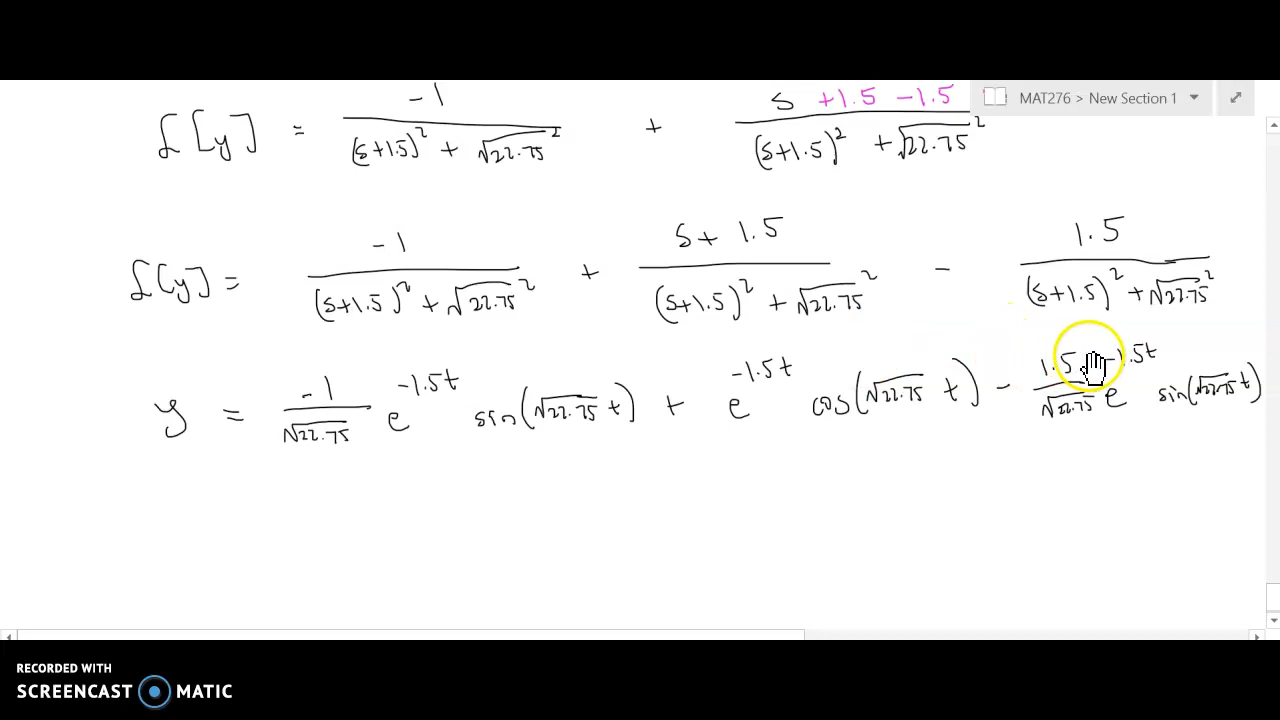 MAT276 > New Section 1
-1 s +1.5 -1.5
ℒ[y] = ――― + ―――
(s+1.5)² + √22.75² (s+1.5)² + √22.75²
-1 s + 1.5 1.5
ℒ[y] = ――― + ――― - ―――
(s+1.5)² + √22.75² (s+1.5)² + √22.75² (s+1.5)² + √22.75²
y = -1/√22.75 e^(-1.5t) sin(√22.75 t) + e^(-1.5t) cos(√22.75 t) - 1.5/√22.75 e^(-1.5t) sin(√22.75 t)
RECORDED WITH
SCREENCAST MATIC